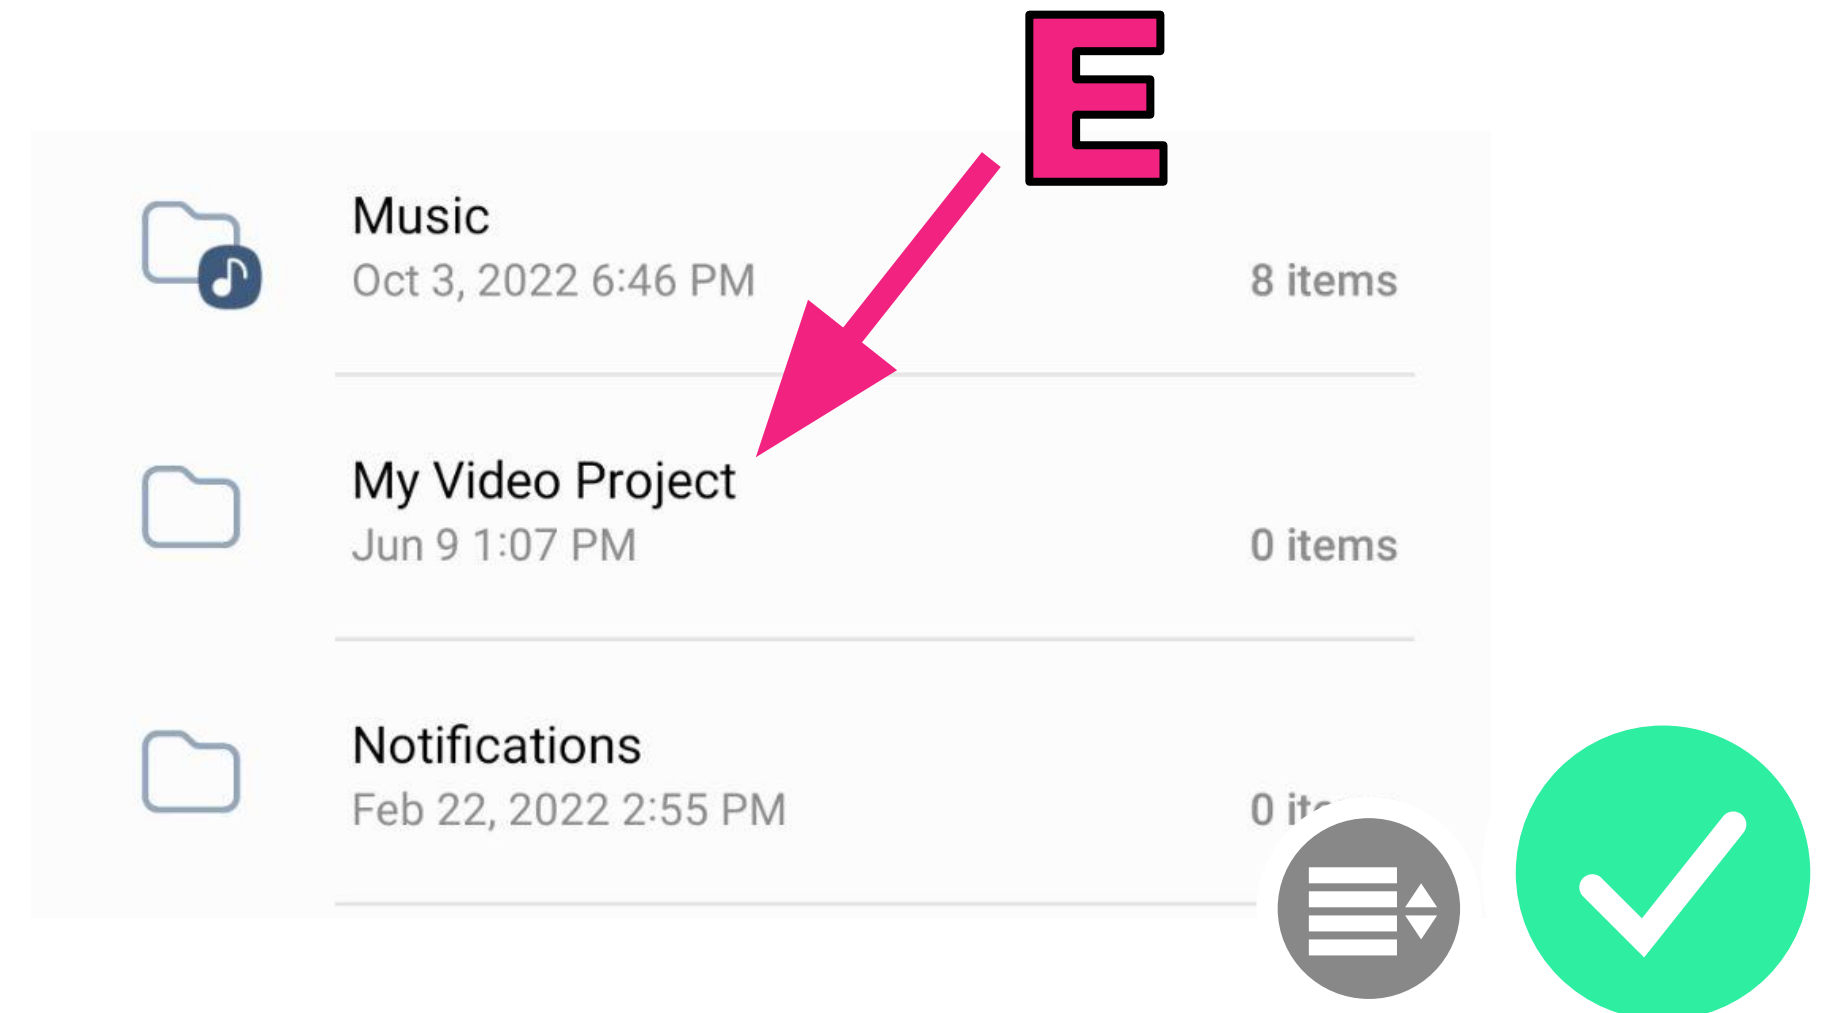 E
Music
Oct 3, 2022 6:46 PM
8 items
My Video Project
Jun 9 1:07 PM
0 items
Notifications
Feb 22, 2022 2:55 PM
0